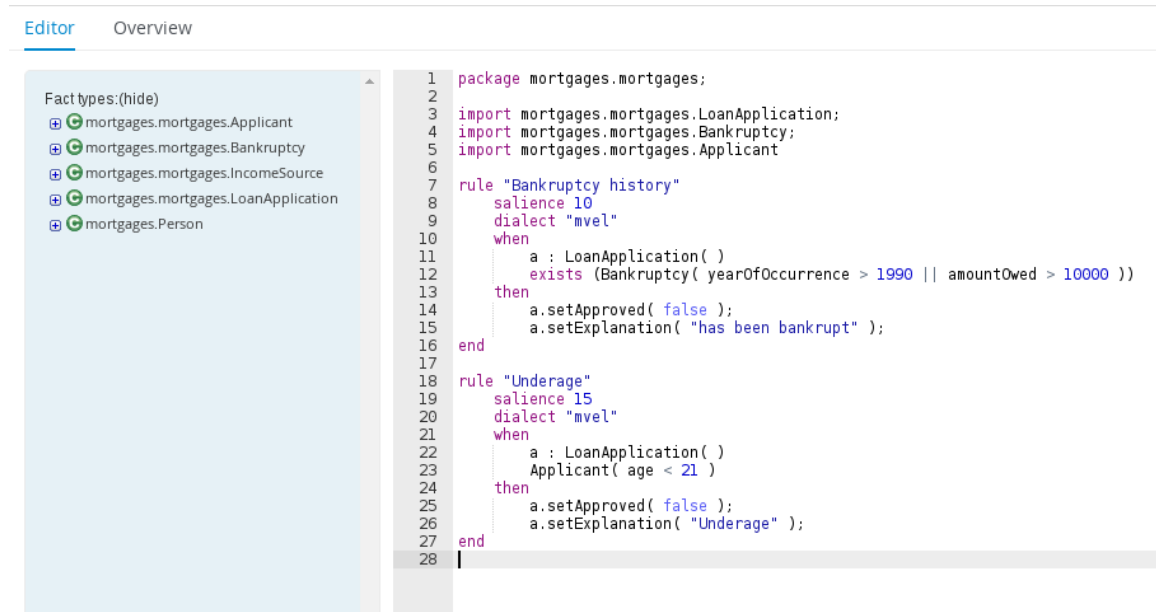 Editor Overview
Fact types:(hide)
mortgages.mortgages.Applicant
mortgages.mortgages.Bankruptcy
mortgages.mortgages.IncomeSource
mortgages.mortgages.LoanApplication
mortgages.Person
1 package mortgages.mortgages;
2
3 import mortgages.mortgages.LoanApplication;
4 import mortgages.mortgages.Bankruptcy;
5 import mortgages.mortgages.Applicant
6
7 rule "Bankruptcy history"
8 salience 10
9 dialect "mvel"
10 when
11 a : LoanApplication( )
12 exists (Bankruptcy( yearOfOccurrence > 1990 || amountOwed > 10000 ))
13 then
14 a.setApproved( false );
15 a.setExplanation( "has been bankrupt" );
16 end
17
18 rule "Underage"
19 salience 15
20 dialect "mvel"
21 when
22 a : LoanApplication( )
23 Applicant( age < 21 )
24 then
25 a.setApproved( false );
26 a.setExplanation( "Underage" );
27 end
28